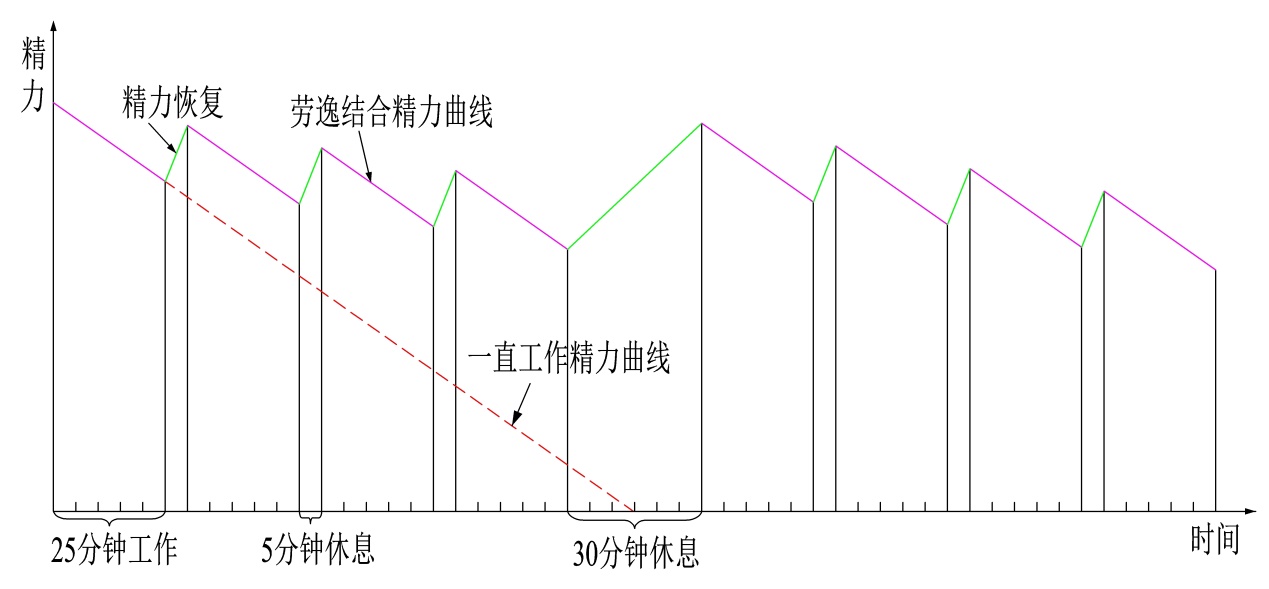 精力
精力恢复
劳逸结合精力曲线
一直工作精力曲线
25分钟工作
5分钟休息
30分钟休息
时间